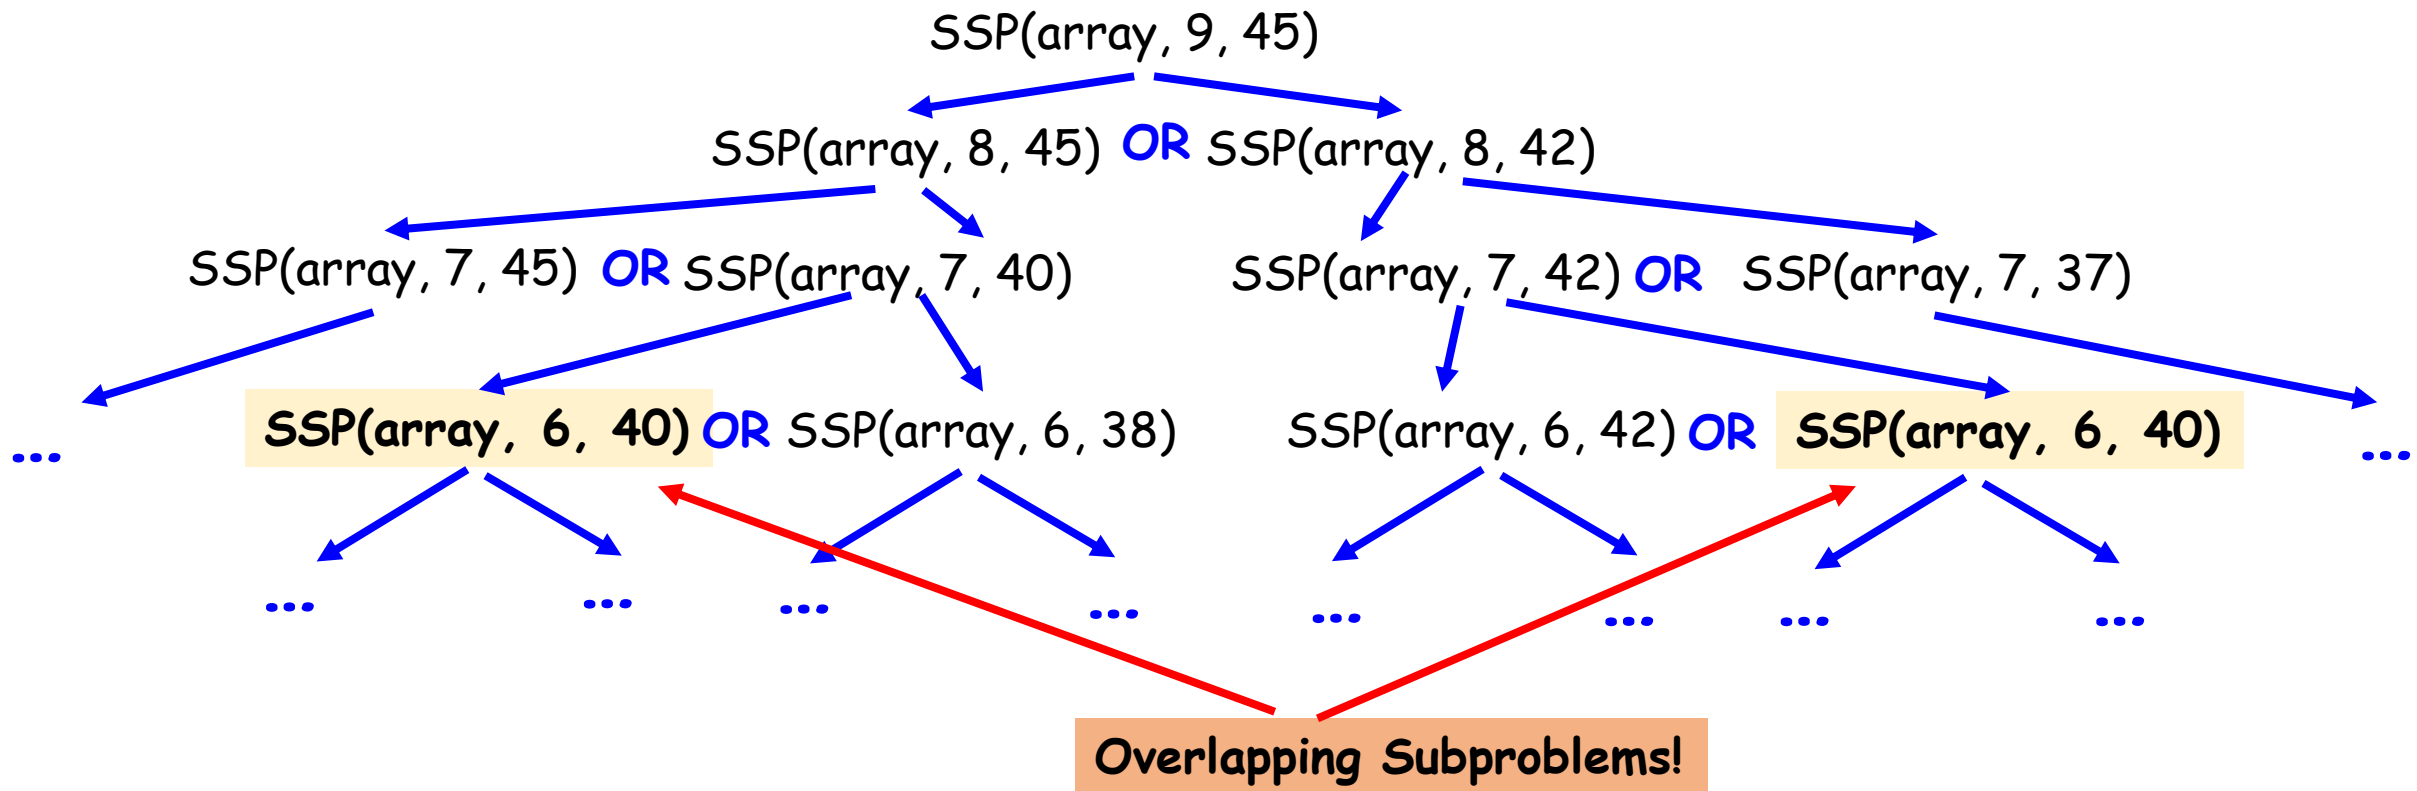 SSP(array, 9, 45)
SSP(array, 8, 45) OR SSP(array, 8, 42)
SSP(array, 7, 45) OR SSP(array, 7, 40) SSP(array, 7, 42) OR SSP(array, 7, 37)
... SSP(array, 6, 40) OR SSP(array, 6, 38) SSP(array, 6, 42) OR SSP(array, 6, 40) ...
... ... ... ... ... ... ... ...
Overlapping Subproblems!